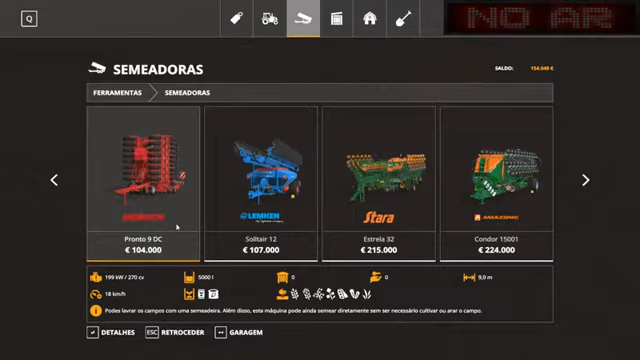 Q
NO AR
SEMEADORAS
SALDO: 154.049 €
FERRAMENTAS SEMEADORAS
HORSCH LEMKEN Stara AMAZONE
Pronto 9 DC Solitair 12 Estrela 32 Condor 15001
€ 104.000 € 107.000 € 215.000 € 224.000
199 kW / 270 cv 5000 l 0 0 9,0 m
18 km/h
Podes lavrar os campos com uma semeadeira. Além disso, esta máquina pode ainda semear diretamente sem ser necessário cultivar ou arar o campo.
DETALHES ESC RETROCEDER GARAGEM